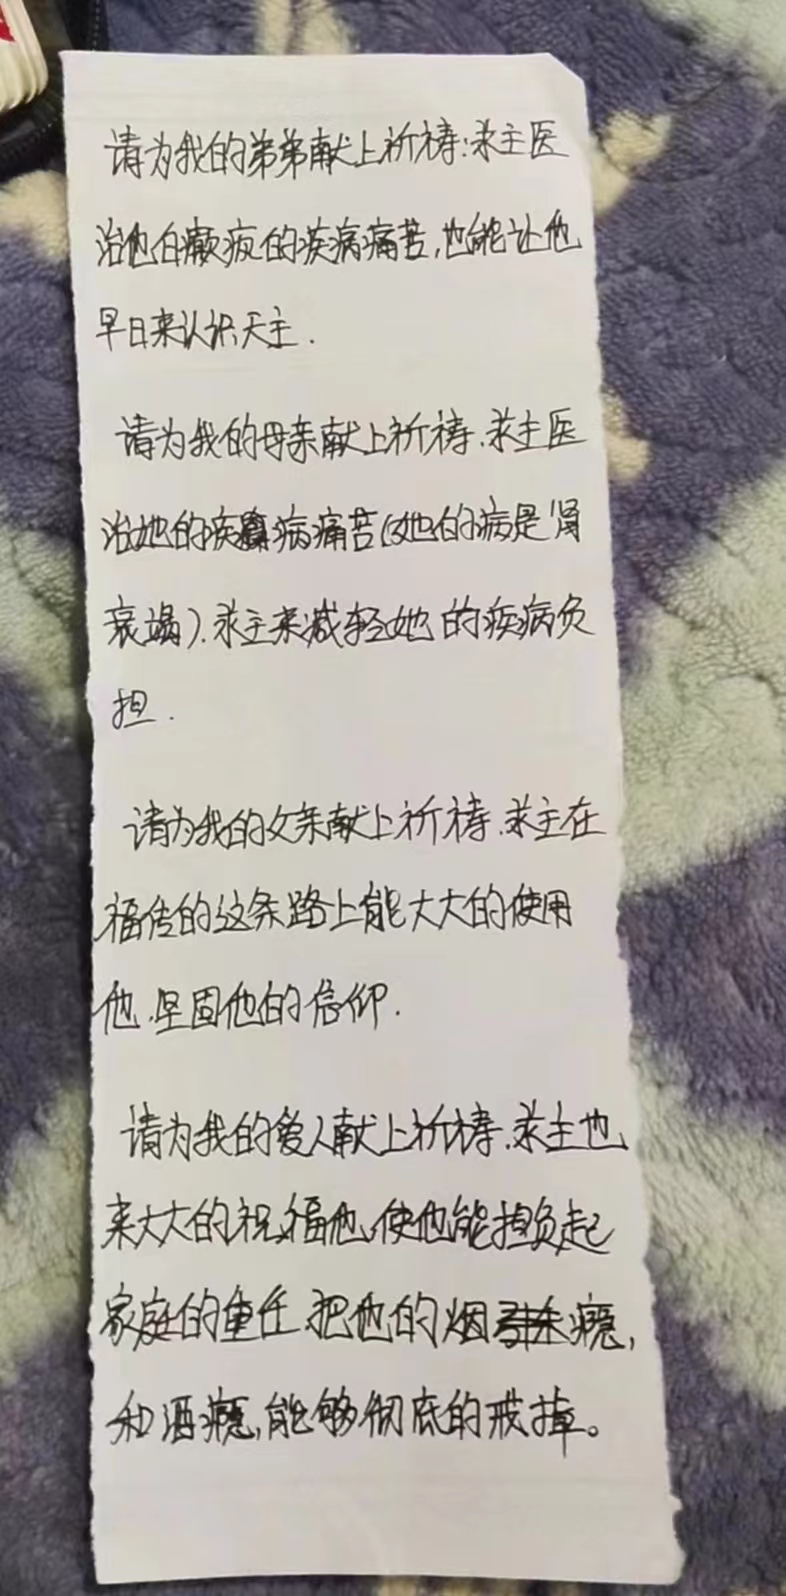 请为我的弟弟献上祈祷:求主医
治他白癜疯的疾病痛苦,也能让他
早日来认识天主.
请为我的母亲献上祈祷.求主医
治她的疾病痛苦(她的病是肾
衰竭).求主来减轻她的疾病负
担.
请为我的父亲献上祈祷.求主在
福传的这条路上能大大的使用
他.坚固他的信仰.
请为我的爱人献上祈祷.求主也
来大大的祝福他,使他能担负起
家庭的重任.把他的烟瘾,
和酒瘾,能够彻底的戒掉。